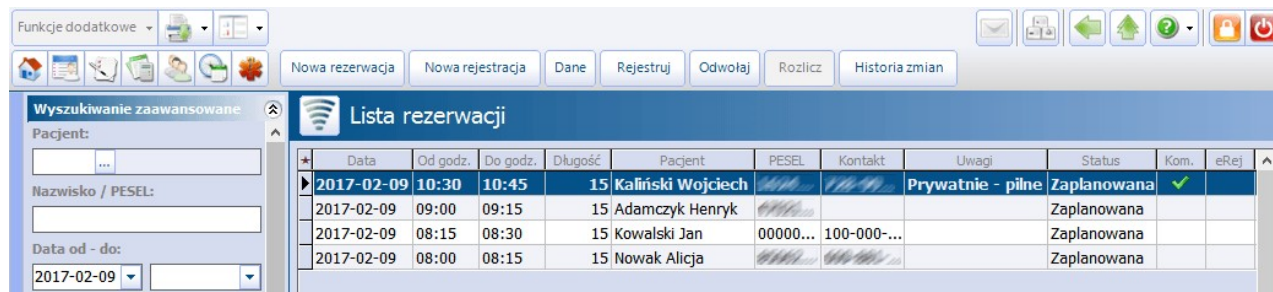 Funkcje dodatkowe
Nowa rezerwacja Nowa rejestracja Dane Rejestruj Odwołaj Rozlicz Historia zmian
Wyszukiwanie zaawansowane
Pacjent:
...
Nazwisko / PESEL:
Data od - do:
2017-02-09
Lista rezerwacji
Data Od godz. Do godz. Długość Pacjent PESEL Kontakt Uwagi Status Kom. eRej
2017-02-09 10:30 10:45 15 Kaliński Wojciech Prywatnie - pilne Zaplanowana
2017-02-09 09:00 09:15 15 Adamczyk Henryk Zaplanowana
2017-02-09 08:15 08:30 15 Kowalski Jan 00000... 100-000-... Zaplanowana
2017-02-09 08:00 08:15 15 Nowak Alicja Zaplanowana